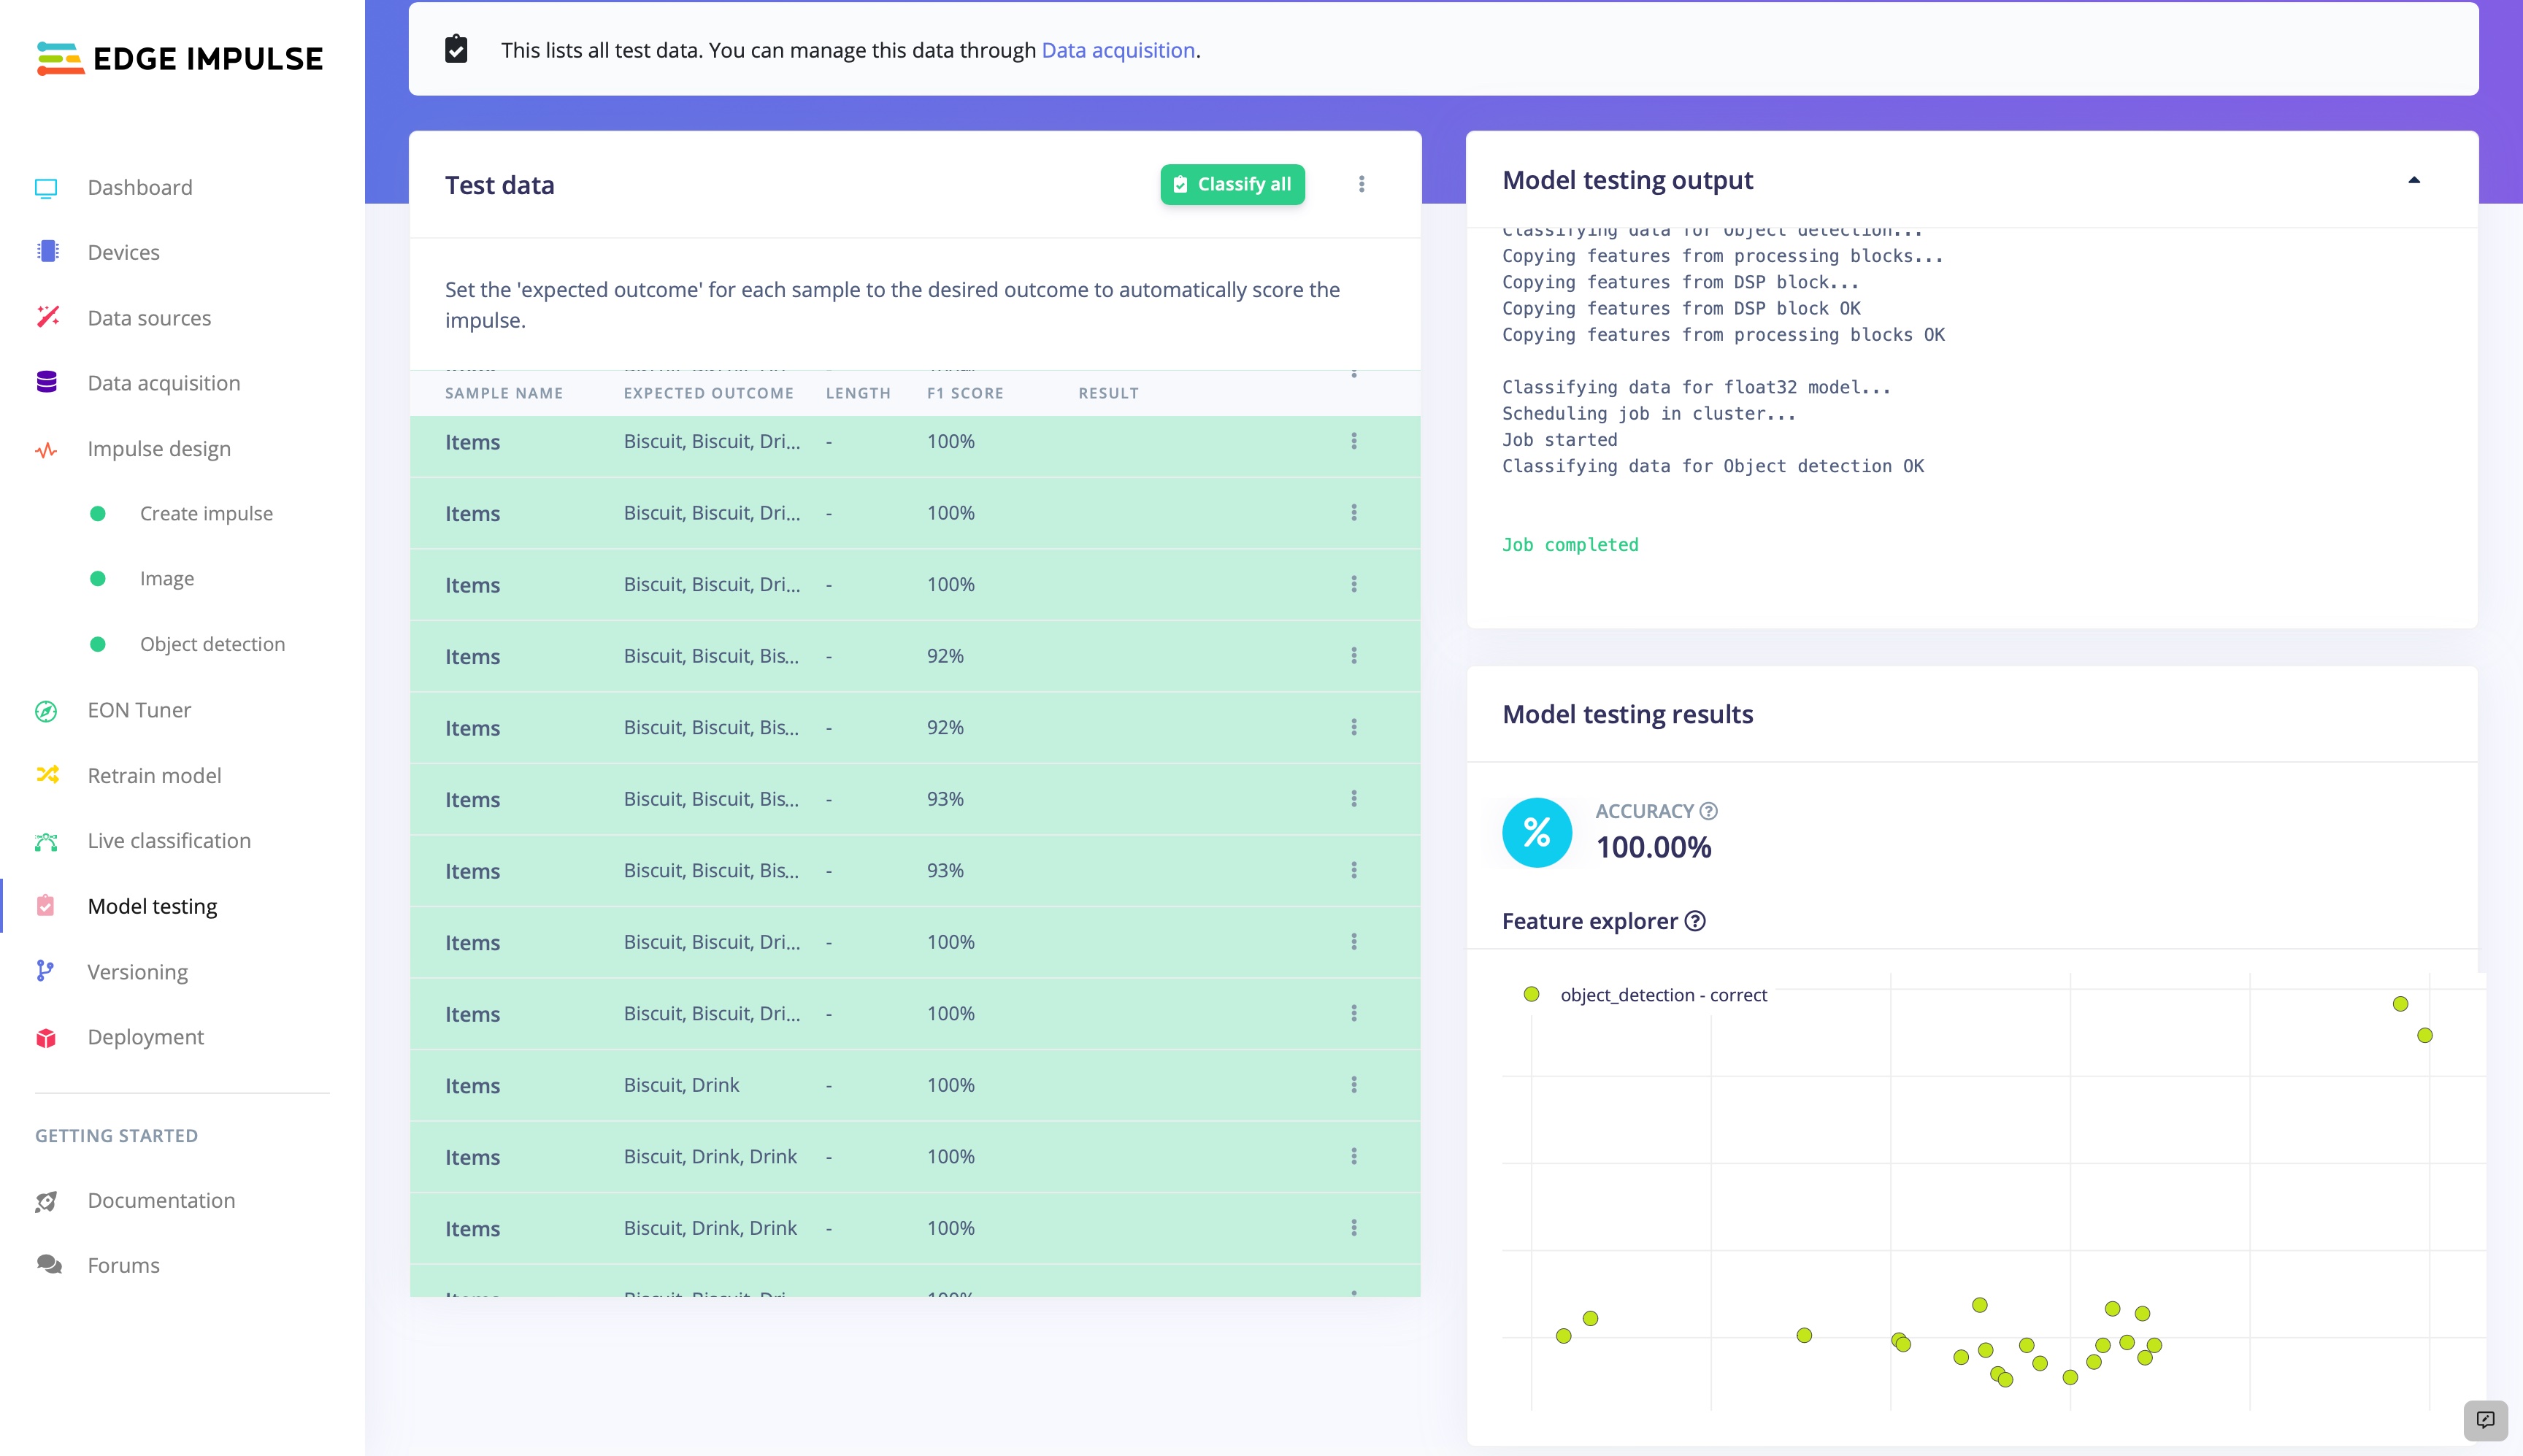 EDGE IMPULSE
Dashboard
Devices
Data sources
Data acquisition
Impulse design
Create impulse
Image
Object detection
EON Tuner
Retrain model
Live classification
Model testing
Versioning
Deployment
GETTING STARTED
Documentation
Forums
This lists all test data. You can manage this data through Data acquisition.
Test data
Classify all
Set the 'expected outcome' for each sample to the desired outcome to automatically score the
impulse.
SAMPLE NAME EXPECTED OUTCOME LENGTH F1 SCORE RESULT
Items Biscuit, Biscuit, Dri... - 100%
Items Biscuit, Biscuit, Dri... - 100%
Items Biscuit, Biscuit, Dri... - 100%
Items Biscuit, Biscuit, Bis... - 92%
Items Biscuit, Biscuit, Bis... - 92%
Items Biscuit, Biscuit, Bis... - 93%
Items Biscuit, Biscuit, Bis... - 93%
Items Biscuit, Biscuit, Dri... - 100%
Items Biscuit, Biscuit, Dri... - 100%
Items Biscuit, Drink - 100%
Items Biscuit, Drink, Drink - 100%
Items Biscuit, Drink, Drink - 100%
Model testing output
Classifying data for Object detection...
Copying features from processing blocks...
Copying features from DSP block...
Copying features from DSP block OK
Copying features from processing blocks OK
Classifying data for float32 model...
Scheduling job in cluster...
Job started
Classifying data for Object detection OK
Job completed
Model testing results
%
ACCURACY ?
100.00%
Feature explorer ?
object_detection - correct